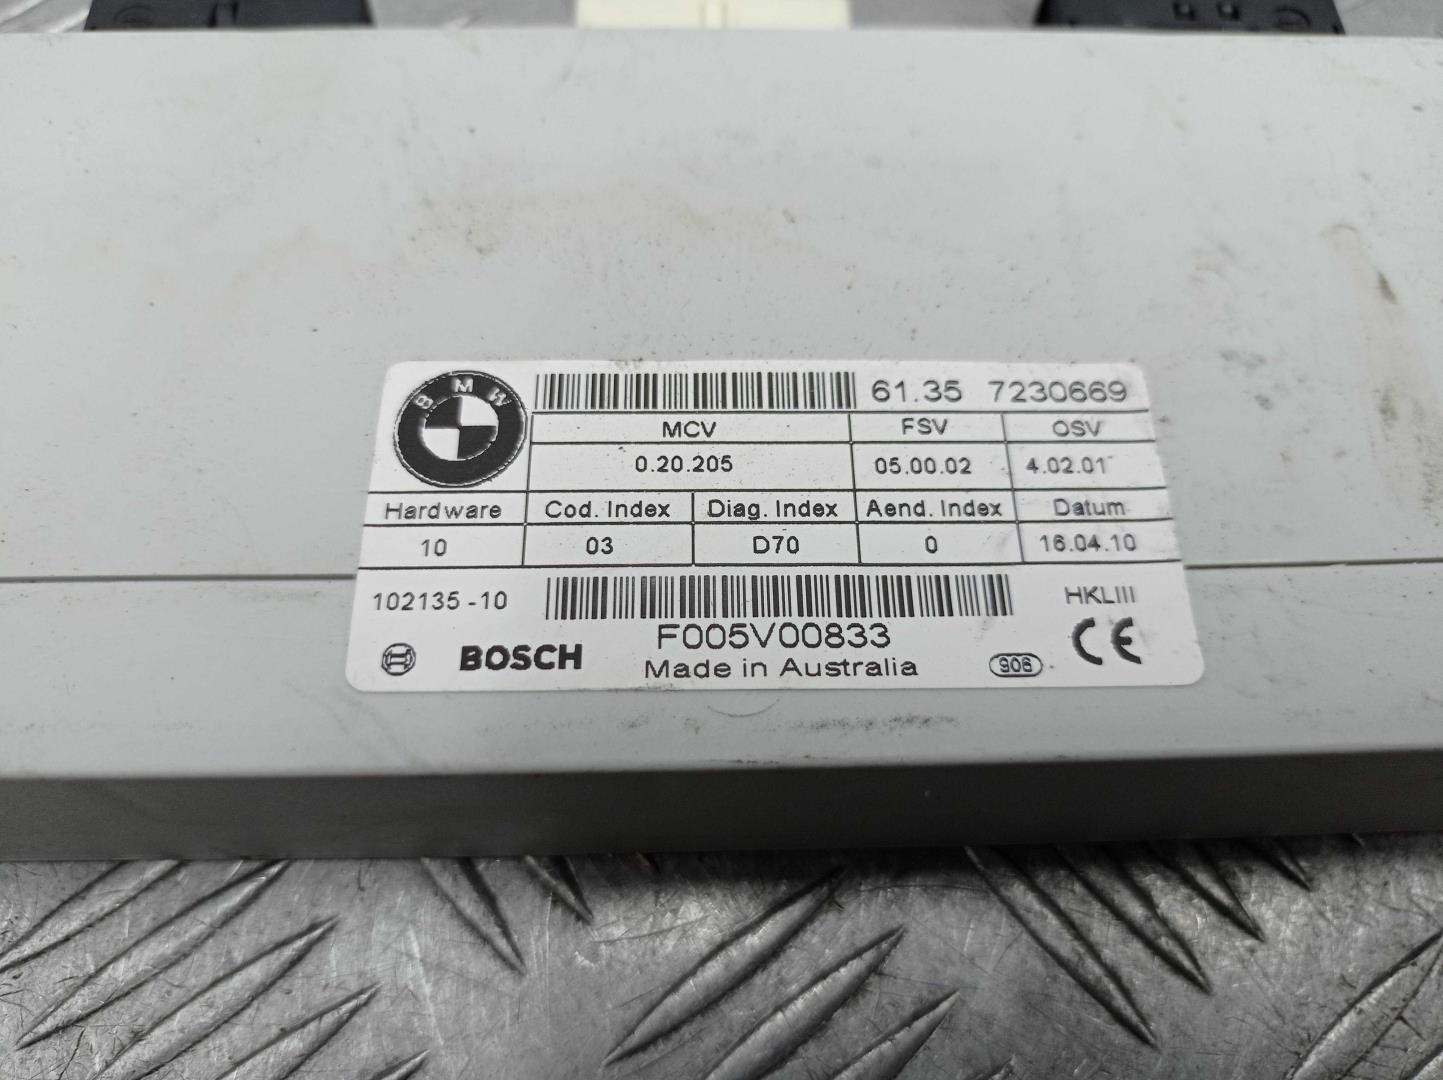 BMW
61.35 7230669
MCV FSV OSV
0.20.205 05.00.02 4.02.01
Hardware Cod. Index Diag. Index Aend. Index Datum
10 03 D70 0 16.04.10
102135-10 HKLIII
F005V00833
BOSCH Made in Australia 906 CE